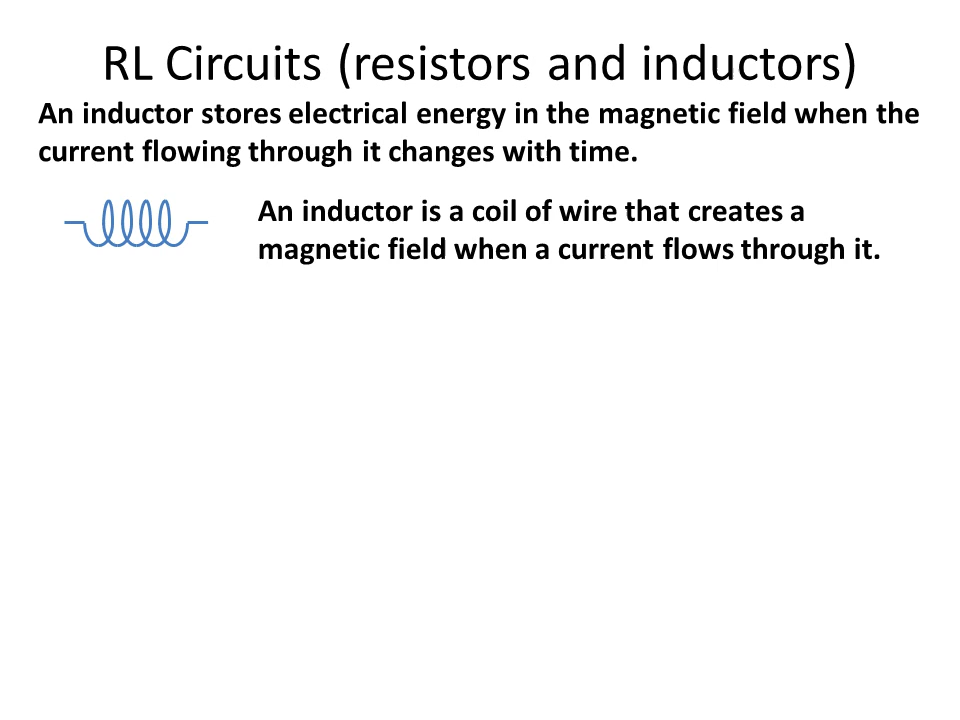 RL Circuits (resistors and inductors)
An inductor stores electrical energy in the magnetic field when the
current flowing through it changes with time.
An inductor is a coil of wire that creates a
magnetic field when a current flows through it.